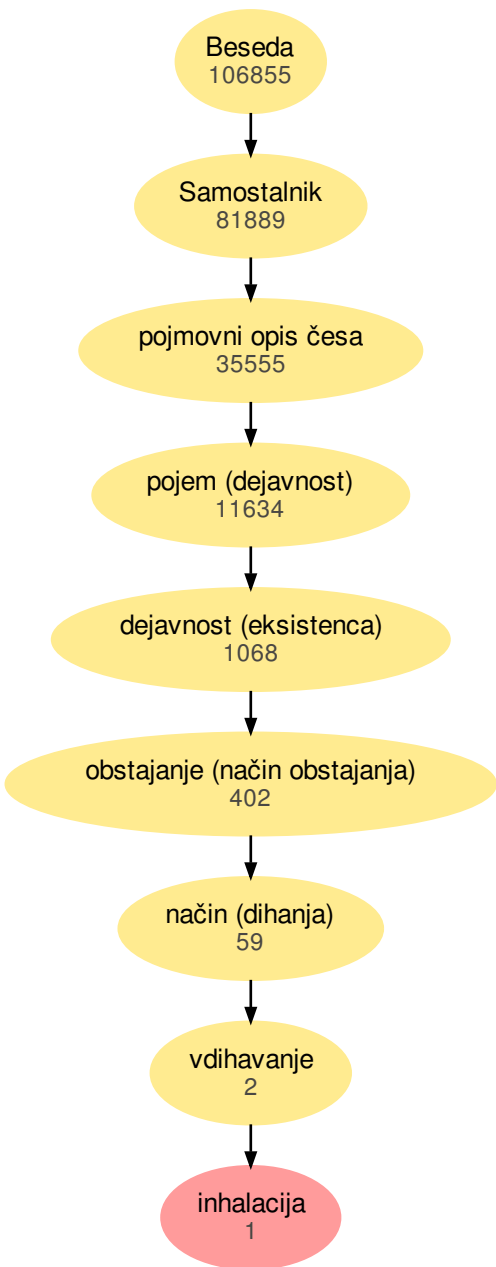 Beseda
106855
Samostalnik
81889
pojmovni opis česa
35555
pojem (dejavnost)
11634
dejavnost (eksistenca)
1068
obstajanje (način obstajanja)
402
način (dihanja)
59
vdihavanje
2
inhalacija
1